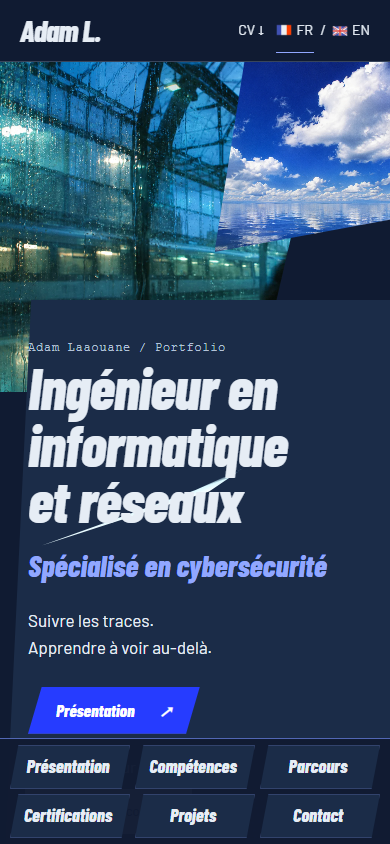 Adam L.
CV ↓ 🇫🇷 FR / 🇬🇧 EN
Adam Laaouane / Portfolio
Ingénieur en
informatique
et réseaux
Spécialisé en cybersécurité
Suivre les traces.
Apprendre à voir au-delà.
Présentation ↗
Présentation Compétences Parcours
Certifications Projets Contact